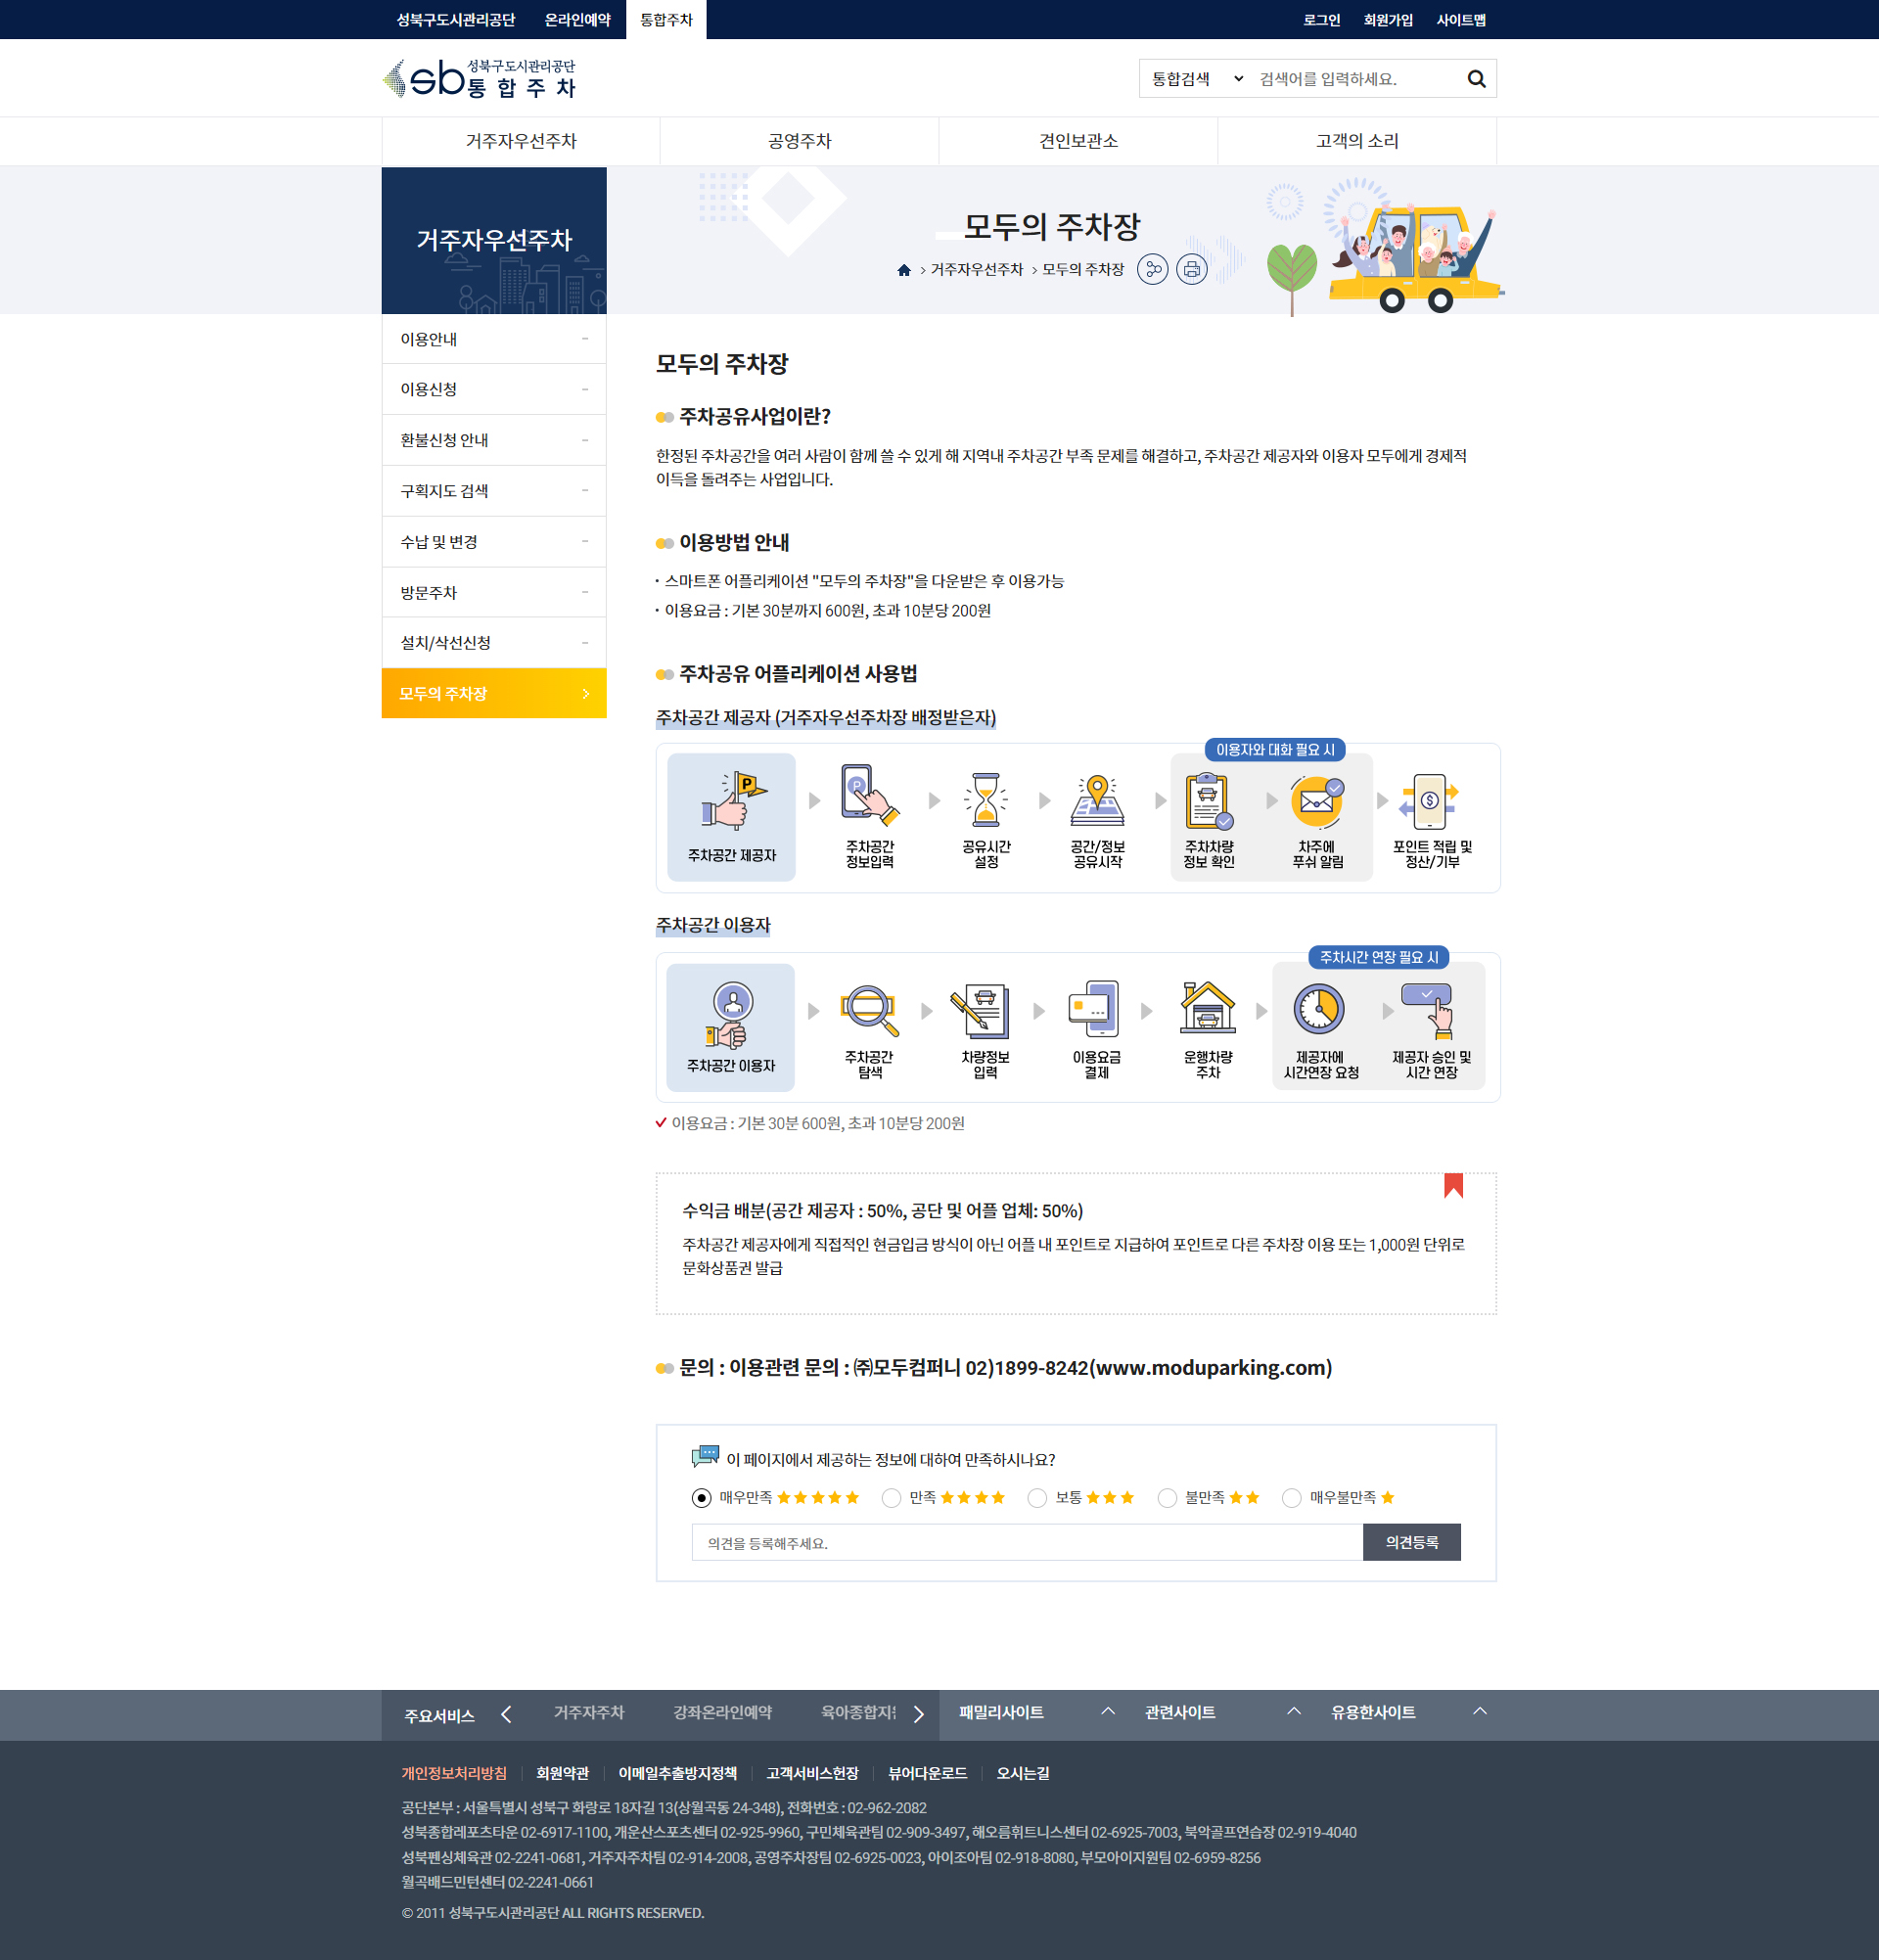 성북구도시관리공단 온라인예약 통합주차 로그인 회원가입 사이트맵
sb 성북구도시관리공단
통합주차
통합검색 검색어를 입력하세요.
거주자우선주차 공영주차 견인보관소 고객의 소리
거주자우선주차
모두의 주차장
> 거주자우선주차 > 모두의 주차장
이용안내
이용신청
환불신청 안내
구획지도 검색
수납 및 변경
방문주차
설치/삭선신청
모두의 주차장
모두의 주차장
주차공유사업이란?
한정된 주차공간을 여러 사람이 함께 쓸 수 있게 해 지역내 주차공간 부족 문제를 해결하고, 주차공간 제공자와 이용자 모두에게 경제적
이득을 돌려주는 사업입니다.
이용방법 안내
스마트폰 어플리케이션 "모두의 주차장"을 다운받은 후 이용가능
이용요금 : 기본 30분까지 600원, 초과 10분당 200원
주차공유 어플리케이션 사용법
주차공간 제공자 (거주자우선주차장 배정받은자)
이용자와 대화 필요 시
주차공간 제공자
주차공간
정보입력
공유시간
설정
공간/정보
공유시작
주차차량
정보 확인
차주에
푸쉬 알림
포인트 적립 및
정산/기부
주차공간 이용자
주차시간 연장 필요 시
주차공간 이용자
주차공간
탐색
차량정보
입력
이용요금
결제
운행차량
주차
제공자에
시간연장 요청
제공자 승인 및
시간 연장
이용요금 : 기본 30분 600원, 초과 10분당 200원
수익금 배분(공간 제공자 : 50%, 공단 및 어플 업체: 50%)
주차공간 제공자에게 직접적인 현금입금 방식이 아닌 어플 내 포인트로 지급하여 포인트로 다른 주차장 이용 또는 1,000원 단위로
문화상품권 발급
문의 : 이용관련 문의 : ㈜모두컴퍼니 02)1899-8242(www.moduparking.com)
이 페이지에서 제공하는 정보에 대하여 만족하시나요?
매우만족 ★★★★★ 만족 ★★★★ 보통 ★★★ 불만족 ★★ 매우불만족 ★
의견을 등록해주세요. 의견등록
주요서비스 거주자주차 강좌온라인예약 육아종합지 패밀리사이트 관련사이트 유용한사이트
개인정보처리방침 회원약관 이메일추출방지정책 고객서비스헌장 뷰어다운로드 오시는길
공단본부 : 서울특별시 성북구 화랑로 18자길 13(상월곡동 24-348), 전화번호 : 02-962-2082
성북종합레포츠타운 02-6917-1100, 개운산스포츠센터 02-925-9960, 구민체육관팀 02-909-3497, 해오름휘트니스센터 02-6925-7003, 북악골프연습장 02-919-4040
성북펜싱체육관 02-2241-0681, 거주자주차팀 02-914-2008, 공영주차장팀 02-6925-0023, 아이조아팀 02-918-8080, 부모아이지원팀 02-6959-8256
월곡배드민턴센터 02-2241-0661
© 2011 성북구도시관리공단 ALL RIGHTS RESERVED.